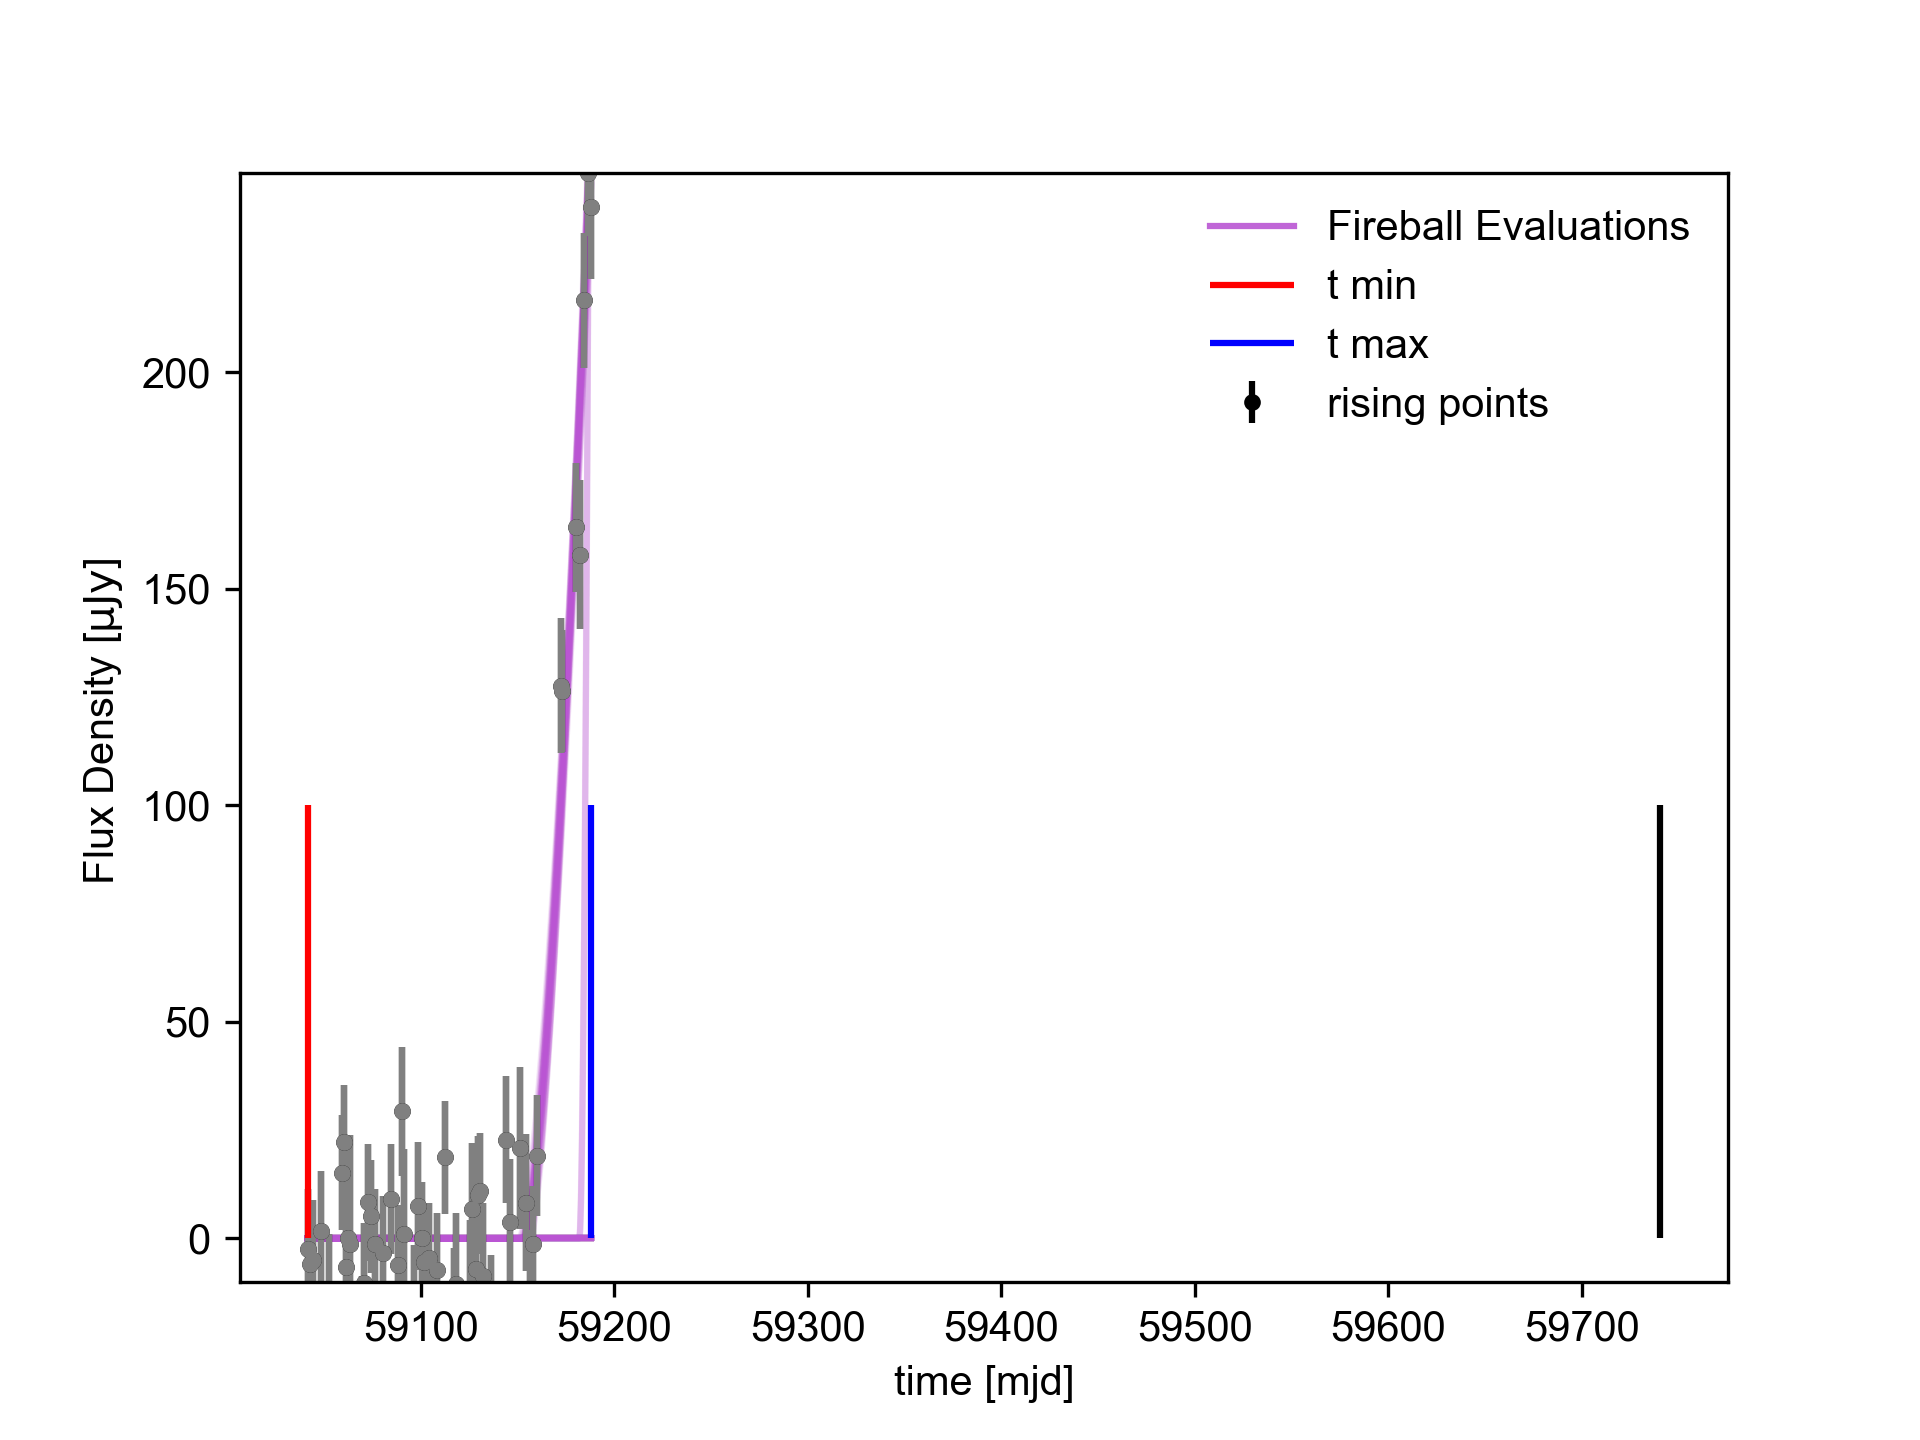 Fireball Evaluations
t min
t max
rising points
Flux Density [µJy]
200
150
100
50
0
59100 59200 59300 59400 59500 59600 59700
time [mjd]